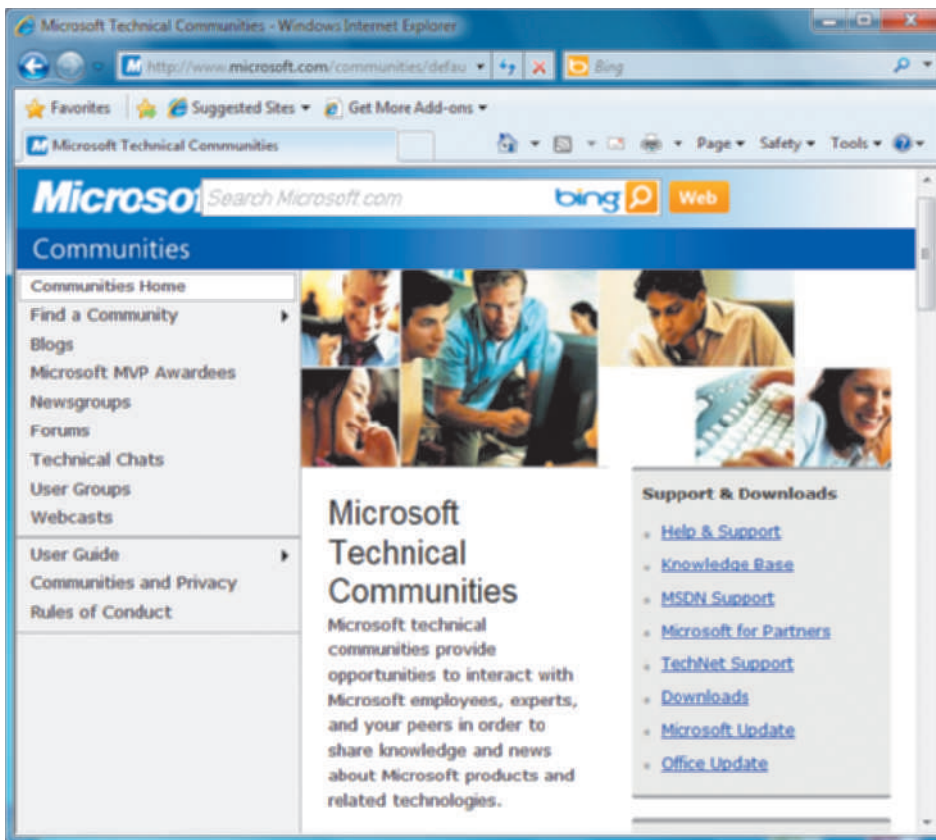 Microsoft Technical Communities - Windows Internet Explorer
http://www.microsoft.com/communities/defau
Bing
Favorites Suggested Sites Get More Add-ons
Microsoft Technical Communities
Page Safety Tools
Microso Search Microsoft.com bing Web
Communities
Communities Home
Find a Community
Blogs
Microsoft MVP Awardees
Newsgroups
Forums
Technical Chats
User Groups
Webcasts
User Guide
Communities and Privacy
Rules of Conduct
Microsoft
Technical
Communities
Microsoft technical
communities provide
opportunities to interact with
Microsoft employees, experts,
and your peers in order to
share knowledge and news
about Microsoft products and
related technologies.
Support & Downloads
Help & Support
Knowledge Base
MSDN Support
Microsoft for Partners
TechNet Support
Downloads
Microsoft Update
Office Update